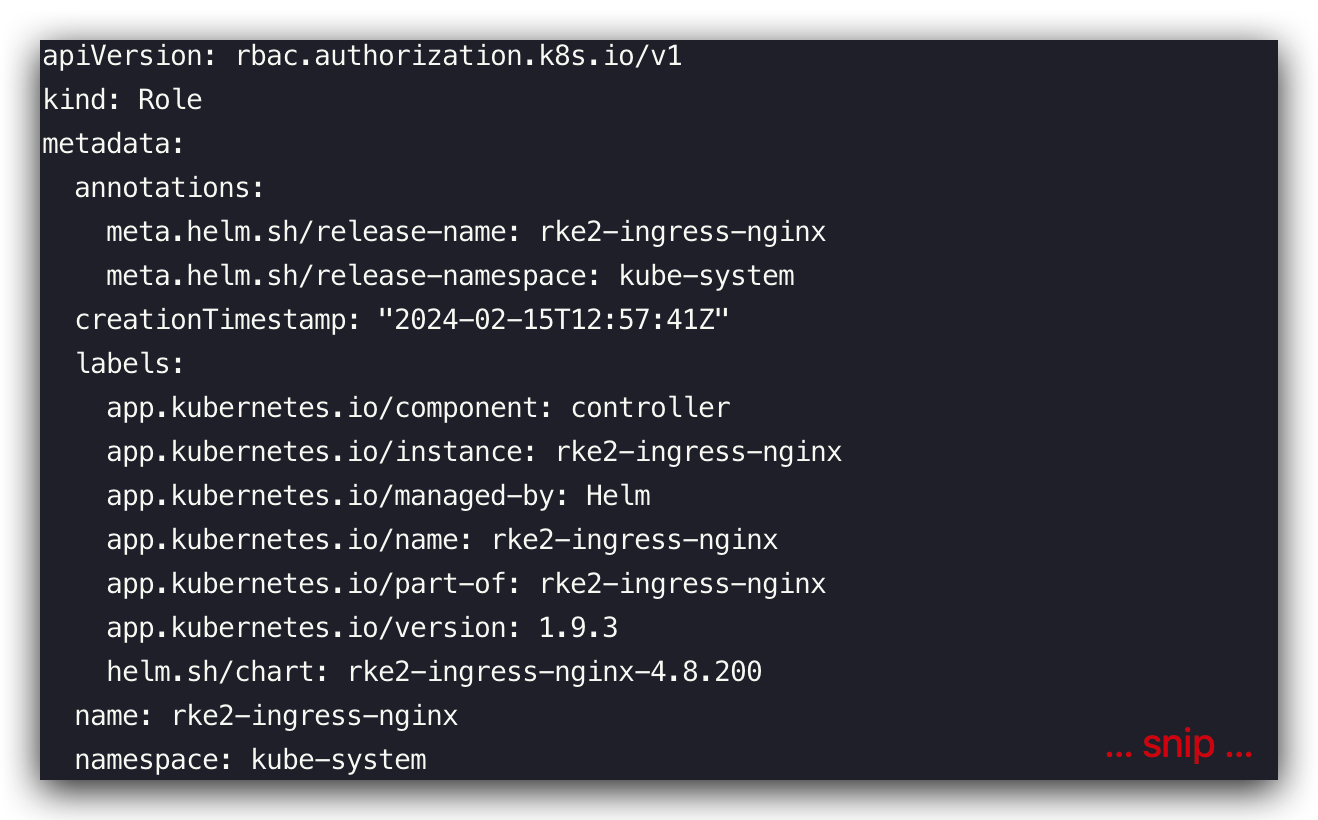 apiVersion: rbac.authorization.k8s.io/v1
kind: Role
metadata:
  annotations:
    meta.helm.sh/release-name: rke2-ingress-nginx
    meta.helm.sh/release-namespace: kube-system
  creationTimestamp: "2024-02-15T12:57:41Z"
  labels:
    app.kubernetes.io/component: controller
    app.kubernetes.io/instance: rke2-ingress-nginx
    app.kubernetes.io/managed-by: Helm
    app.kubernetes.io/name: rke2-ingress-nginx
    app.kubernetes.io/part-of: rke2-ingress-nginx
    app.kubernetes.io/version: 1.9.3
    helm.sh/chart: rke2-ingress-nginx-4.8.200
  name: rke2-ingress-nginx
  namespace: kube-system
... snip ...